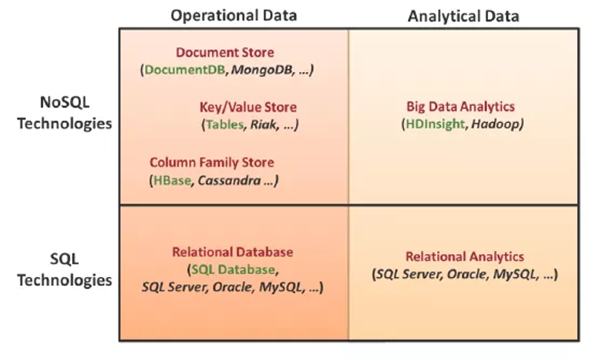 Operational Data
Analytical Data
NoSQL
Technologies
Document Store
(DocumentDB, MongoDB, ...)
Key/Value Store
(Tables, Riak, ...)
Column Family Store
(HBase, Cassandra ...)
Big Data Analytics
(HDInsight, Hadoop)
SQL
Technologies
Relational Database
(SQL Database,
SQL Server, Oracle, MySQL, ...)
Relational Analytics
(SQL Server, Oracle, MySQL, ...)